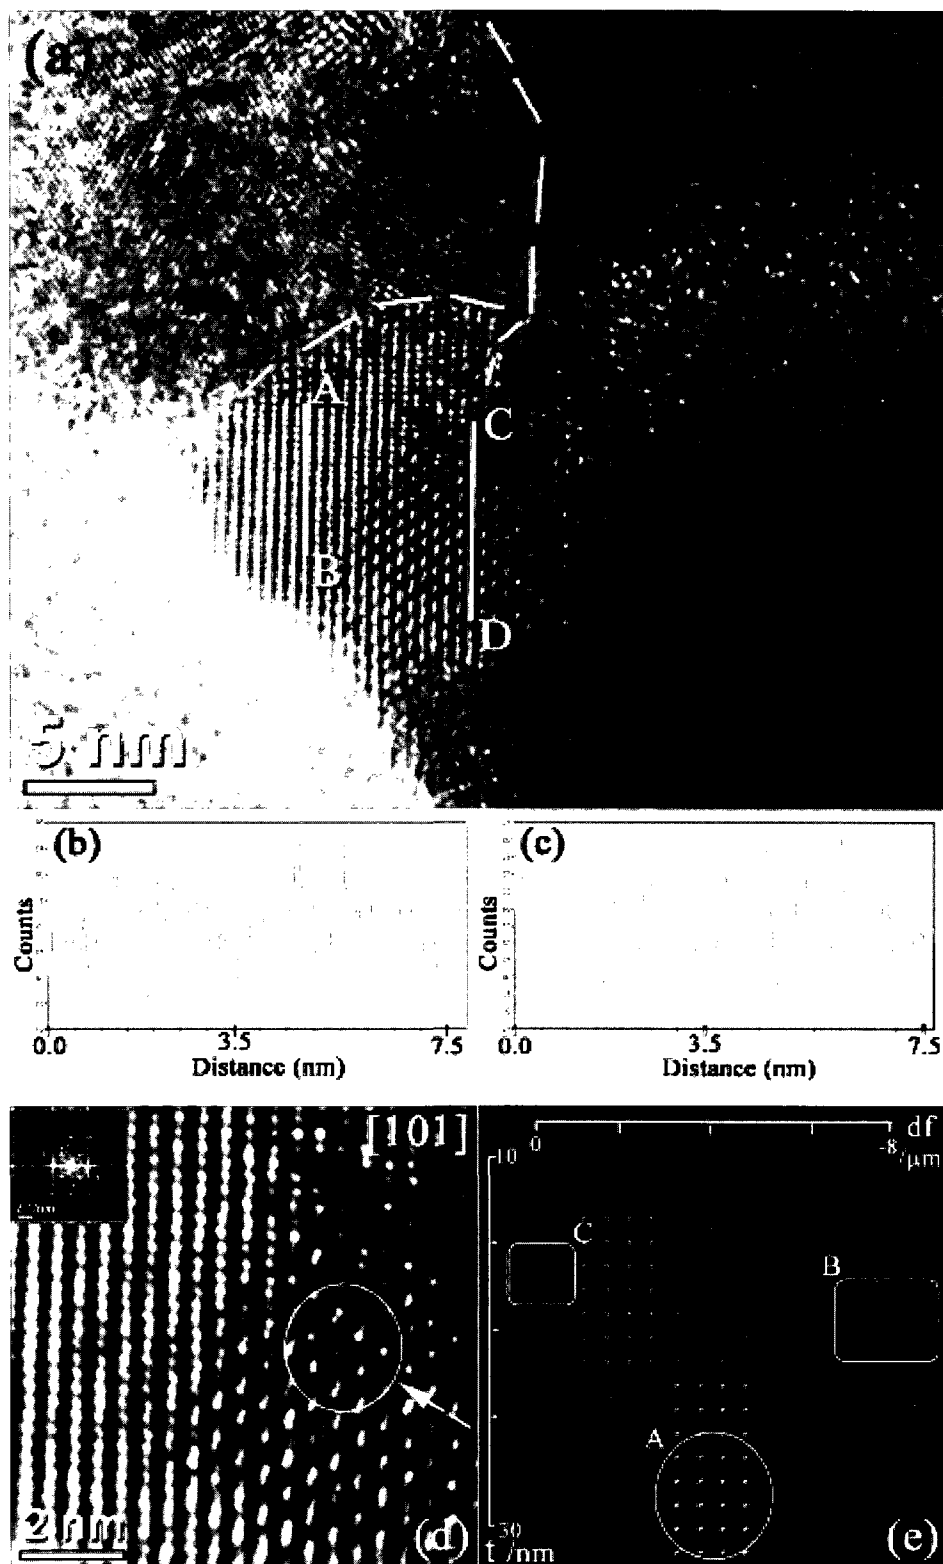 (a)
A
C
B
D
5 nm
(b)
Counts
0.0
3.5
7.5
Distance (nm)
(c)
Counts
0.0
3.5
7.5
Distance (nm)
[101]
2 nm
(d)
0
df
-8
/μm
10
C
B
A
t /nm
(e)